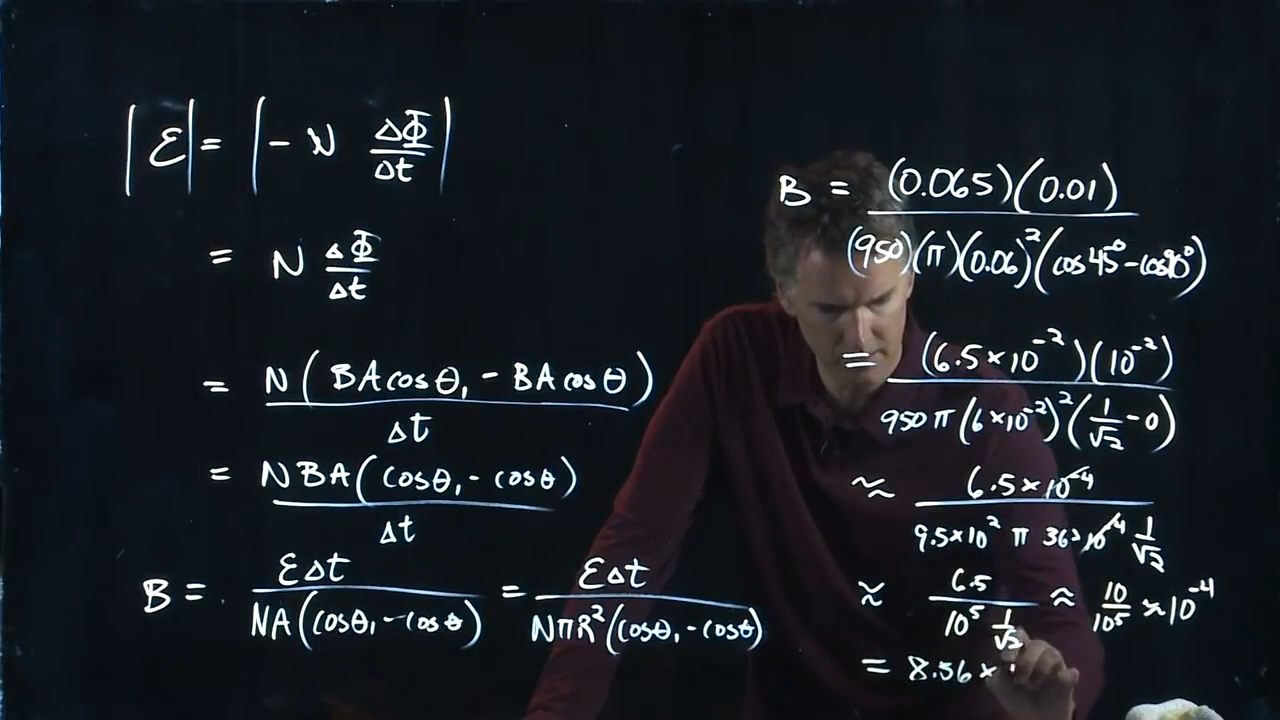 |ℰ| = |- N ΔΦ/Δt|
= N ΔΦ/Δt
= N(BAcosθ₁ - BAcosθ)/Δt
= NBA(cosθ₁ - cosθ)/Δt
B = ℰΔt/NA(cosθ₁ - cosθ) = ℰΔt/NπR²(cosθ₁ - cosθ)
B = (0.065)(0.01)/(950)(π)(0.06)²(cos45° - cos90°)
= (6.5×10⁻²)(10⁻²)/950π(6×10⁻²)²(1/√2 - 0)
≈ 6.5×10⁻⁴/9.5×10² π 36×10⁻⁴ 1/√2
≈ 6.5/10⁵ 1/√2 ≈ 10/10⁵ ≈ 10⁻⁴
= 8.56 ×